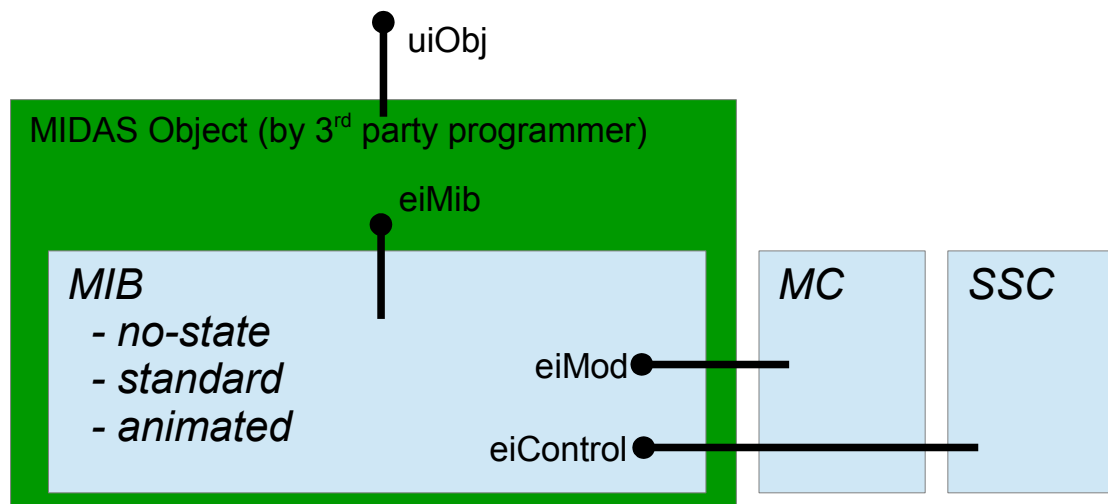 uiObj
MIDAS Object (by 3rd party programmer)
eiMib
MIB
- no-state
- standard
- animated
eiMod
eiControl
MC
SSC